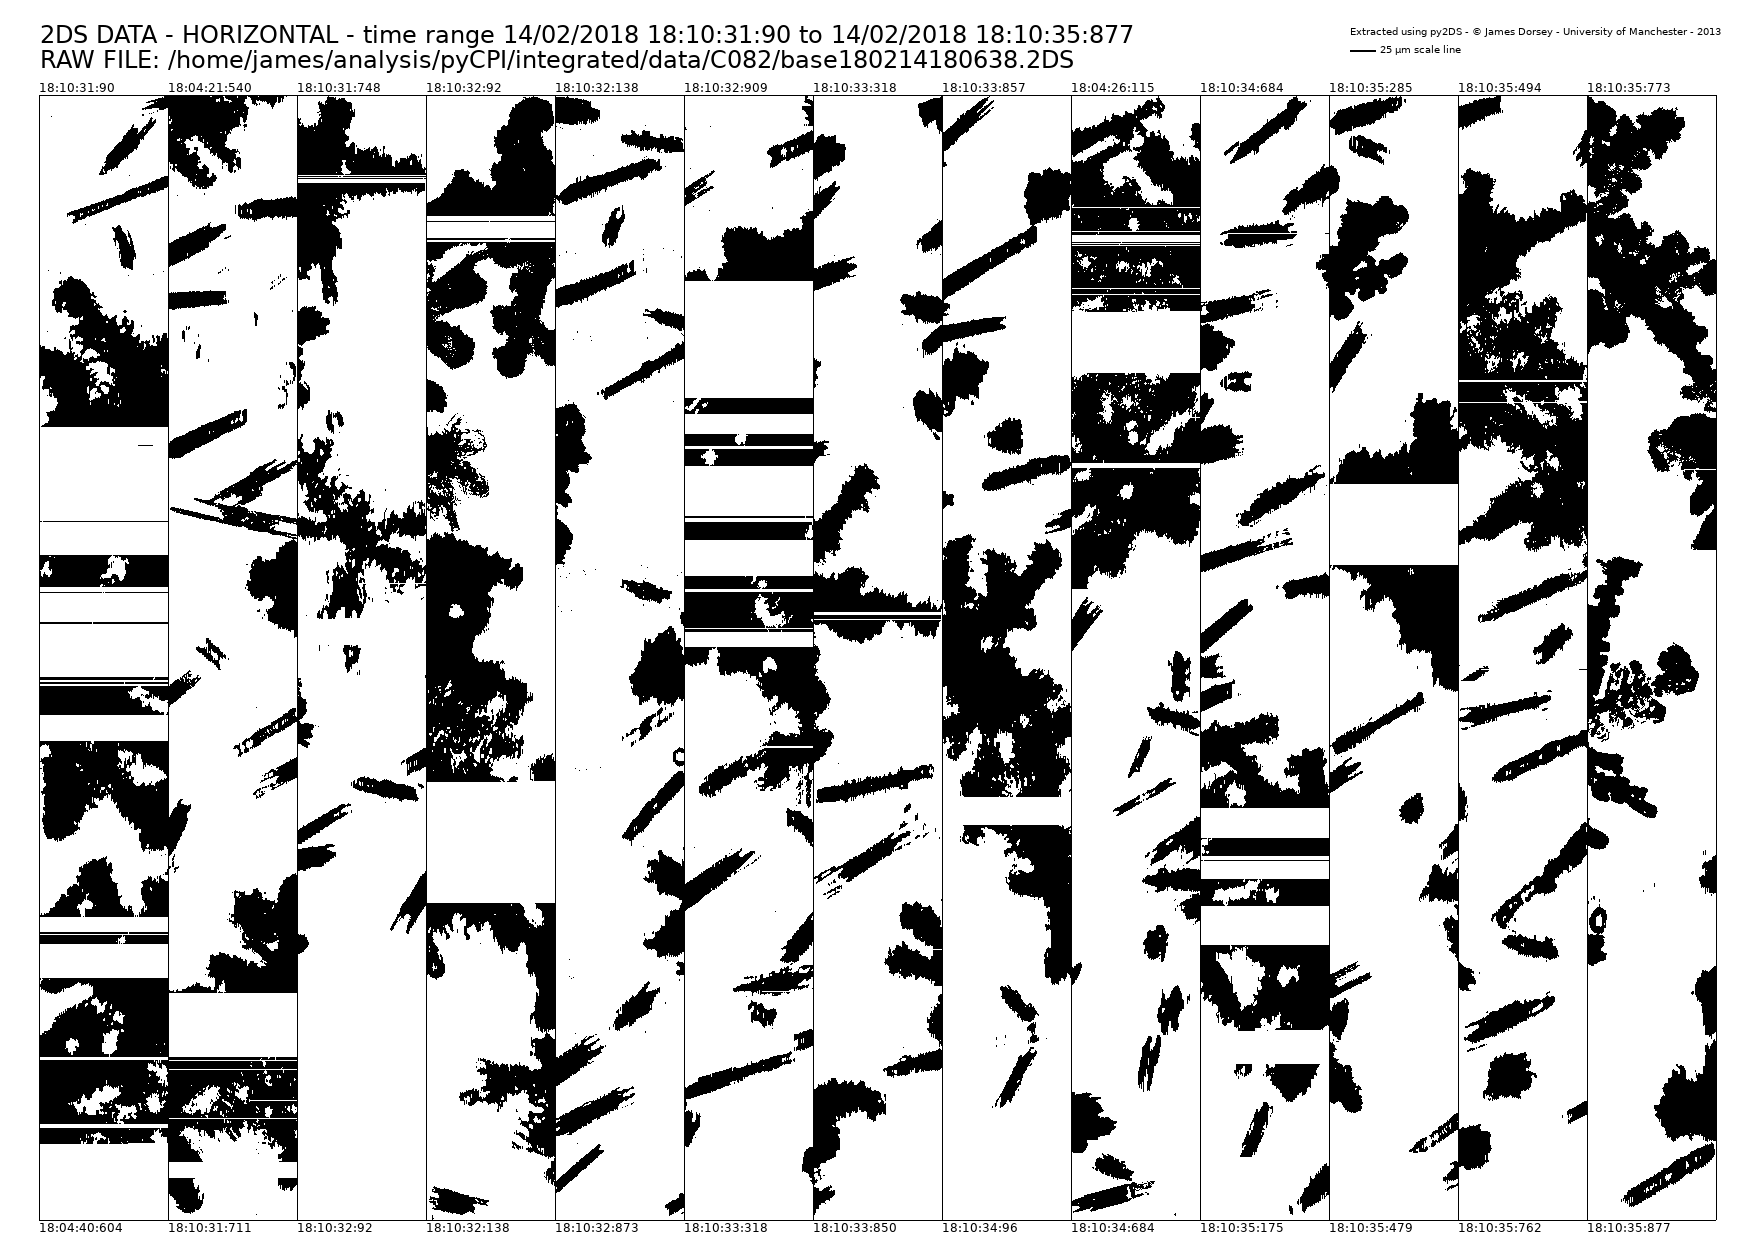 2DS DATA - HORIZONTAL - time range 14/02/2018 18:10:31:90 to 14/02/2018 18:10:35:877
RAW FILE: /home/james/analysis/pyCPI/integrated/data/C082/base180214180638.2DS
Extracted using py2DS - © James Dorsey - University of Manchester - 2013
25 µm scale line
18:10:31:90 18:04:21:540 18:10:31:748 18:10:32:92 18:10:32:138 18:10:32:909 18:10:33:318 18:10:33:857 18:04:26:115 18:10:34:684 18:10:35:285 18:10:35:494 18:10:35:773
18:04:40:604 18:10:31:711 18:10:32:92 18:10:32:138 18:10:32:873 18:10:33:318 18:10:33:850 18:10:34:96 18:10:34:684 18:10:35:175 18:10:35:479 18:10:35:762 18:10:35:877